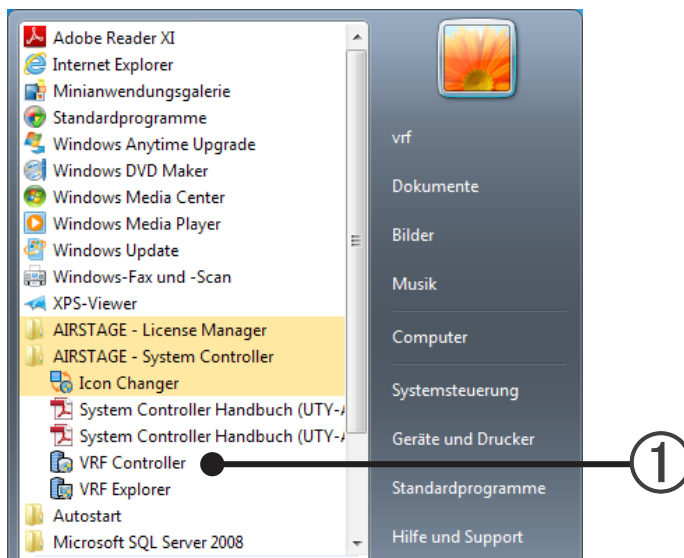 Adobe Reader XI
Internet Explorer
Minianwendungsgalerie
Standardprogramme
Windows Anytime Upgrade
Windows DVD Maker
Windows Media Center
Windows Media Player
Windows Update
Windows-Fax und -Scan
XPS-Viewer
AIRSTAGE - License Manager
AIRSTAGE - System Controller
Icon Changer
System Controller Handbuch (UTY-
System Controller Handbuch (UTY-
VRF Controller
VRF Explorer
Autostart
Microsoft SQL Server 2008
vrf
Dokumente
Bilder
Musik
Computer
Systemsteuerung
Geräte und Drucker
Standardprogramme
Hilfe und Support
①